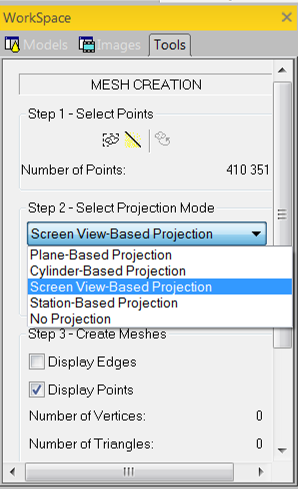 WorkSpace
Models Images Tools
MESH CREATION
Step 1 - Select Points
Number of Points: 410 351
Step 2 - Select Projection Mode
Screen View-Based Projection
Plane-Based Projection
Cylinder-Based Projection
Screen View-Based Projection
Station-Based Projection
No Projection
Step 3 - Create Meshes
Display Edges
Display Points
Number of Vertices: 0
Number of Triangles: 0